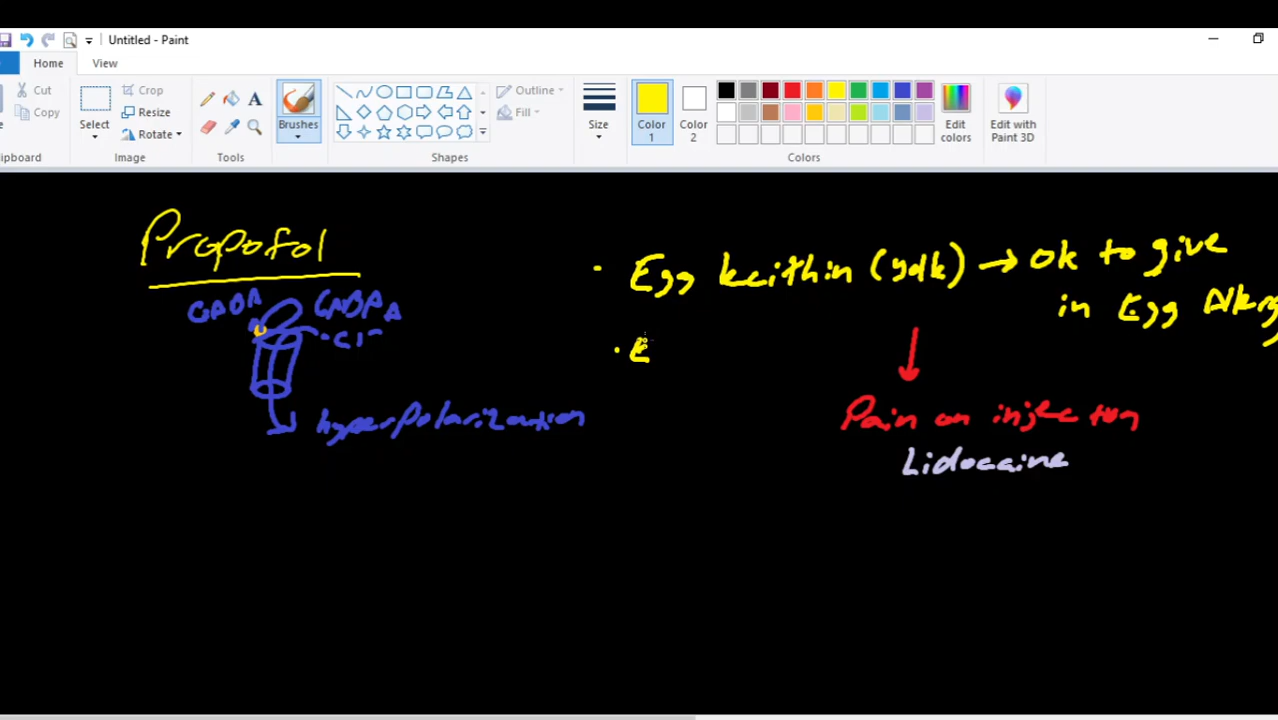 Untitled - Paint
Home View
Cut
Copy
lipboard
Select
Crop
Resize
Rotate
Image
Tools
Brushes
Shapes
Outline
Fill
Size
Color 1
Color 2
Edit colors
Edit with Paint 3D
Colors
Propofol
GABA GABA A
Cl-
hyperpolarization
• Egg lecithin (yolk) → ok to give
in Egg Allerg
• E
Pain on injection
Lidocaine